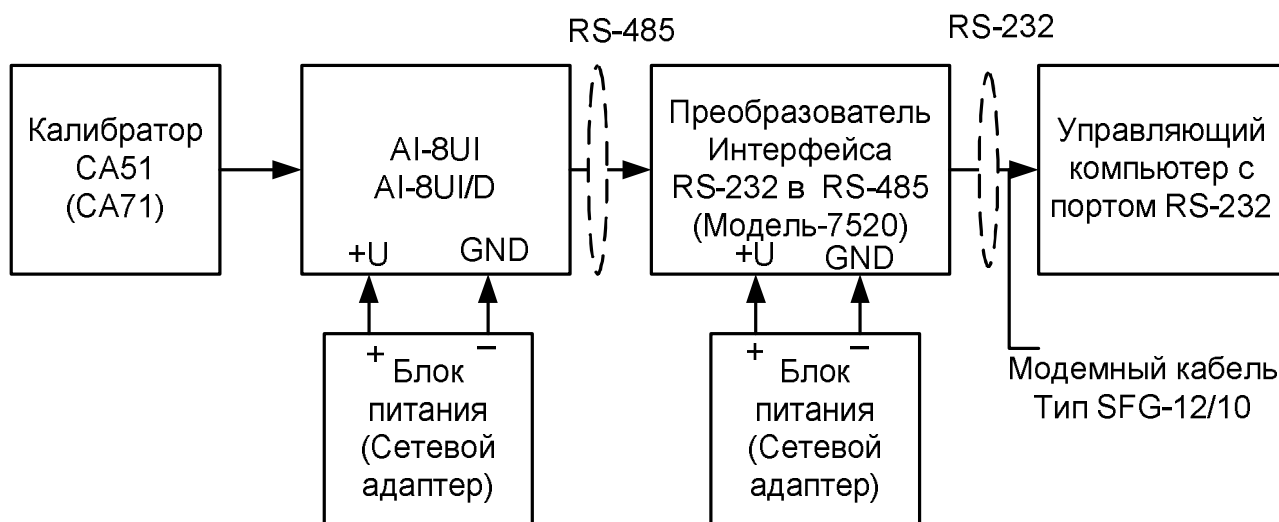 RS-485
RS-232
Калибратор
CA51
(CA71)
AI-8UI
AI-8UI/D
+U
GND
Преобразователь
Интерфейса
RS-232 в RS-485
(Модель-7520)
+U
GND
Управляющий
компьютер с
портом RS-232
+
–
Блок
питания
(Сетевой
адаптер)
+
–
Блок
питания
(Сетевой
адаптер)
Модемный кабель
Тип SFG-12/10